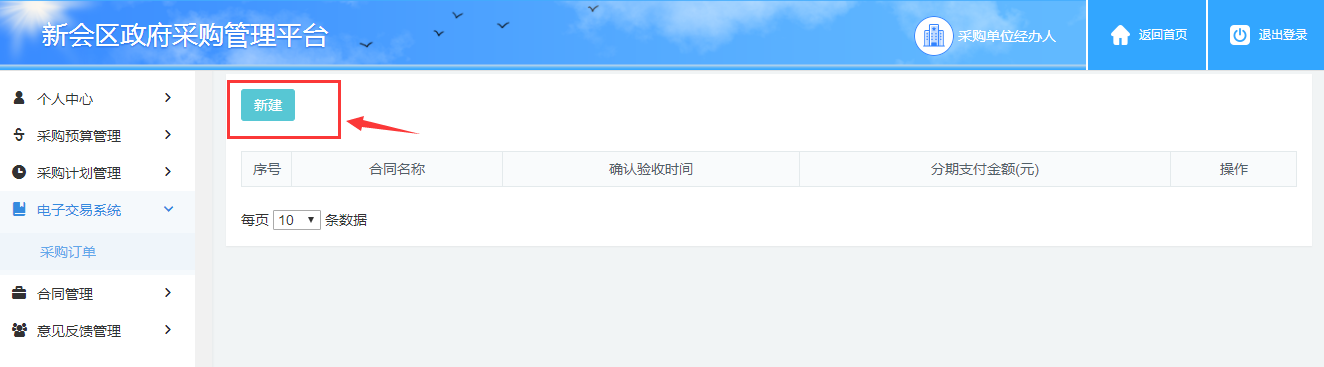 新会区政府采购管理平台
采购单位经办人
返回首页
退出登录
个人中心
采购预算管理
采购计划管理
电子交易系统
采购订单
合同管理
意见反馈管理
新建
序号 合同名称 确认验收时间 分期支付金额(元) 操作
每页 10 条数据